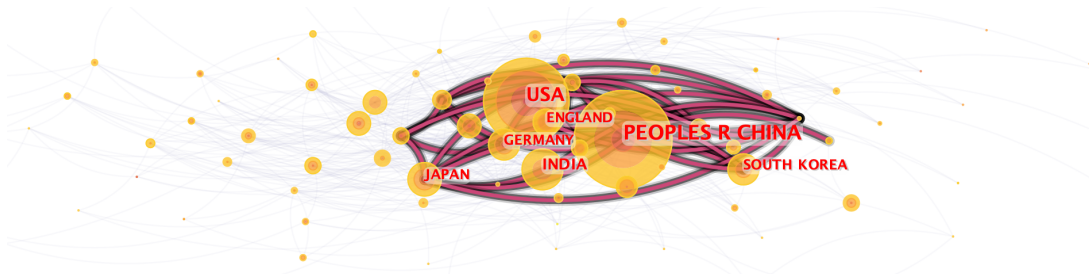 USA
ENGLAND
PEOPLES R CHINA
GERMANY
INDIA
SOUTH KOREA
JAPAN